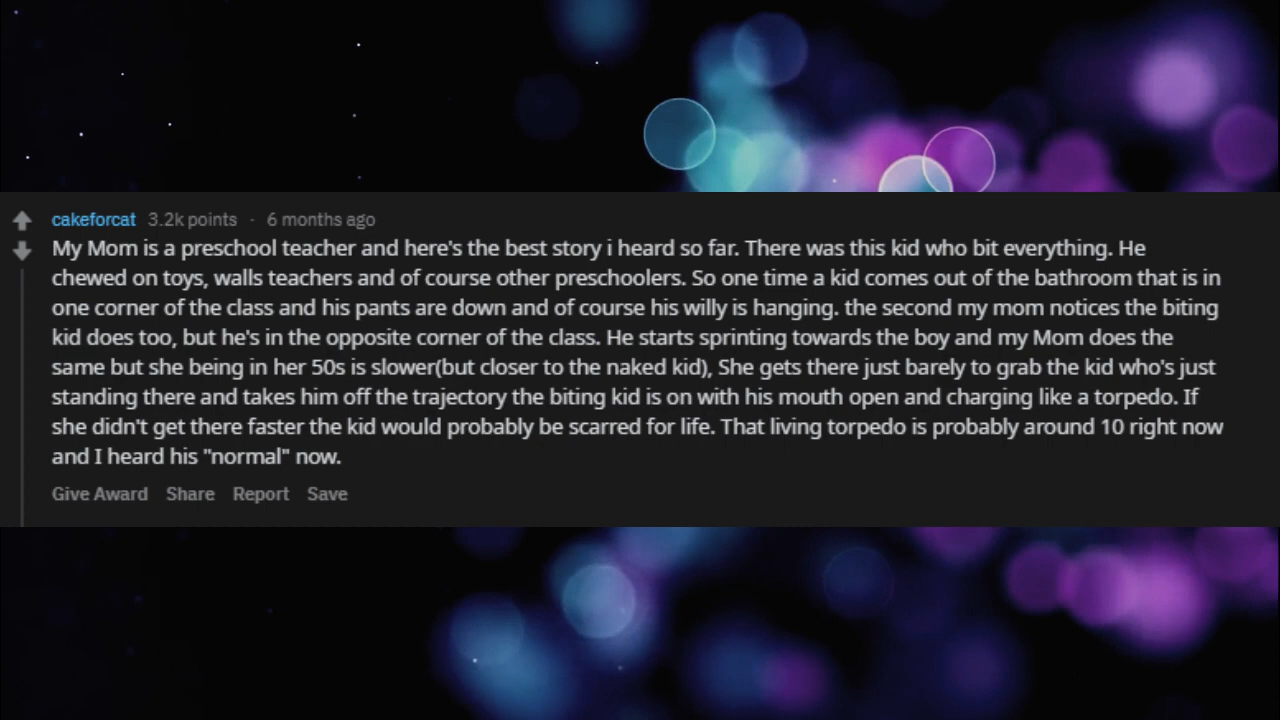 cakeforcat 3.2k points · 6 months ago
My Mom is a preschool teacher and here's the best story i heard so far. There was this kid who bit everything. He
chewed on toys, walls teachers and of course other preschoolers. So one time a kid comes out of the bathroom that is in
one corner of the class and his pants are down and of course his willy is hanging. the second my mom notices the biting
kid does too, but he's in the opposite corner of the class. He starts sprinting towards the boy and my Mom does the
same but she being in her 50s is slower(but closer to the naked kid), She gets there just barely to grab the kid who's just
standing there and takes him off the trajectory the biting kid is on with his mouth open and charging like a torpedo. If
she didn't get there faster the kid would probably be scarred for life. That living torpedo is probably around 10 right now
and I heard his "normal" now.
Give Award Share Report Save